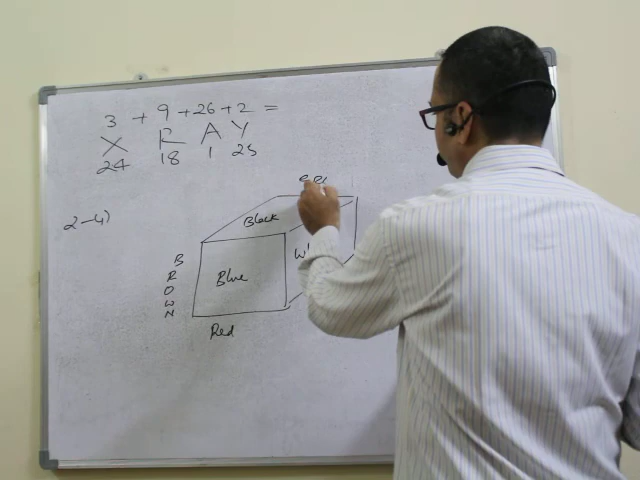 3 + 9 + 26 + 2 =
X R A Y
24 18 1 25
2-4)
Black
Blue
B
R
O
W
N
Red